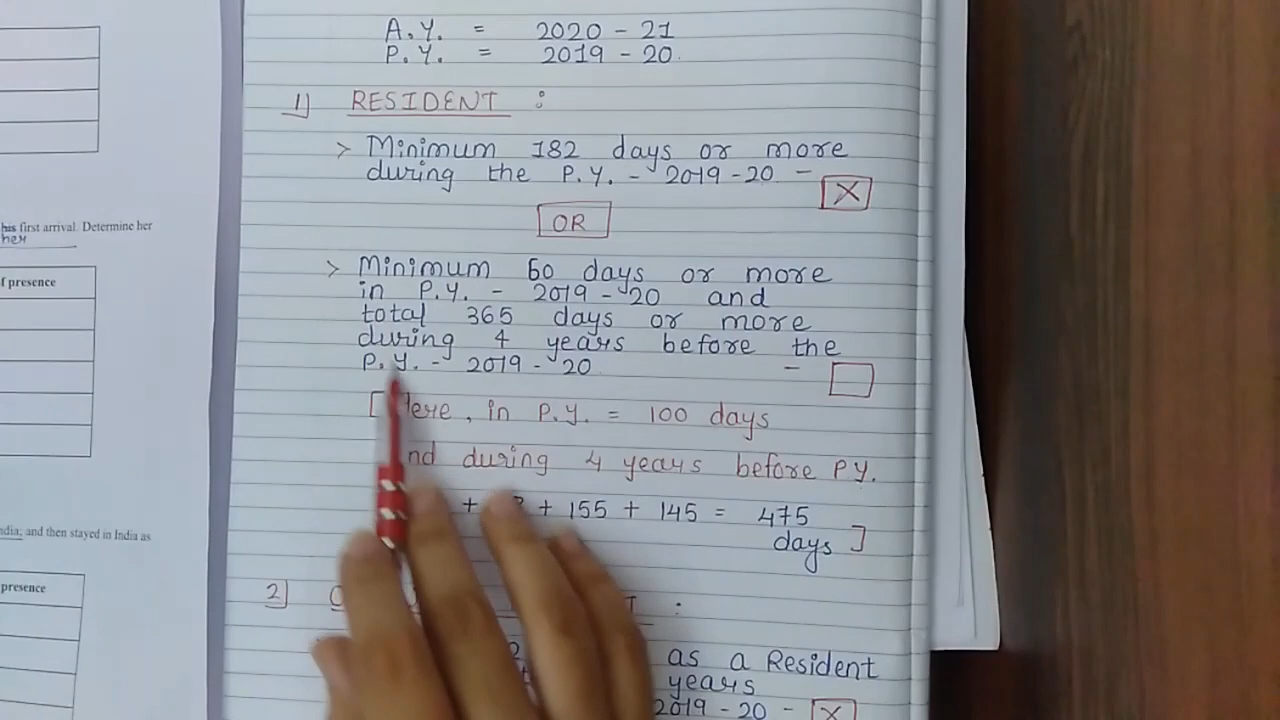 A.Y. = 2020 - 21
P.Y. = 2019 - 20.
1] RESIDENT :
> Minimum 182 days or more
during the P.Y. - 2019 - 20 - X
OR
> Minimum 60 days or more
in P.Y. - 2019 - 20 and
total 365 days or more
during 4 years before the
P.Y. - 2019 - 20 -
[ Here, in P.Y. = 100 days
and during 4 years before P.Y.
+ + 155 + 145 = 475
days ]
2] :
as a Resident
years
2019 - 20 - X
his first arrival. Determine her
her
f presence
ndia; and then stayed in India as
presence